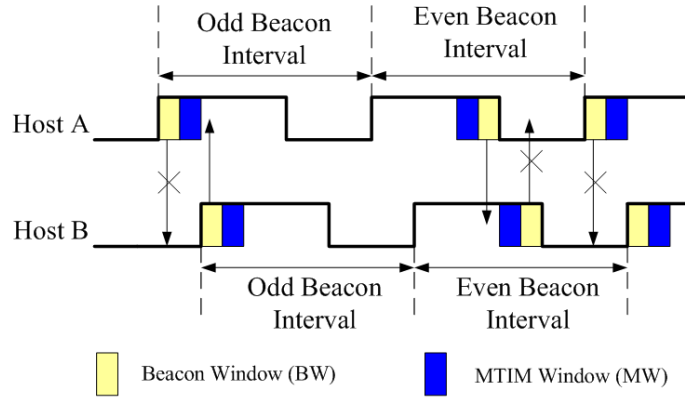 Odd Beacon
Interval
Even Beacon
Interval
Host A
Host B
Odd Beacon
Interval
Even Beacon
Interval
Beacon Window (BW)
MTIM Window (MW)